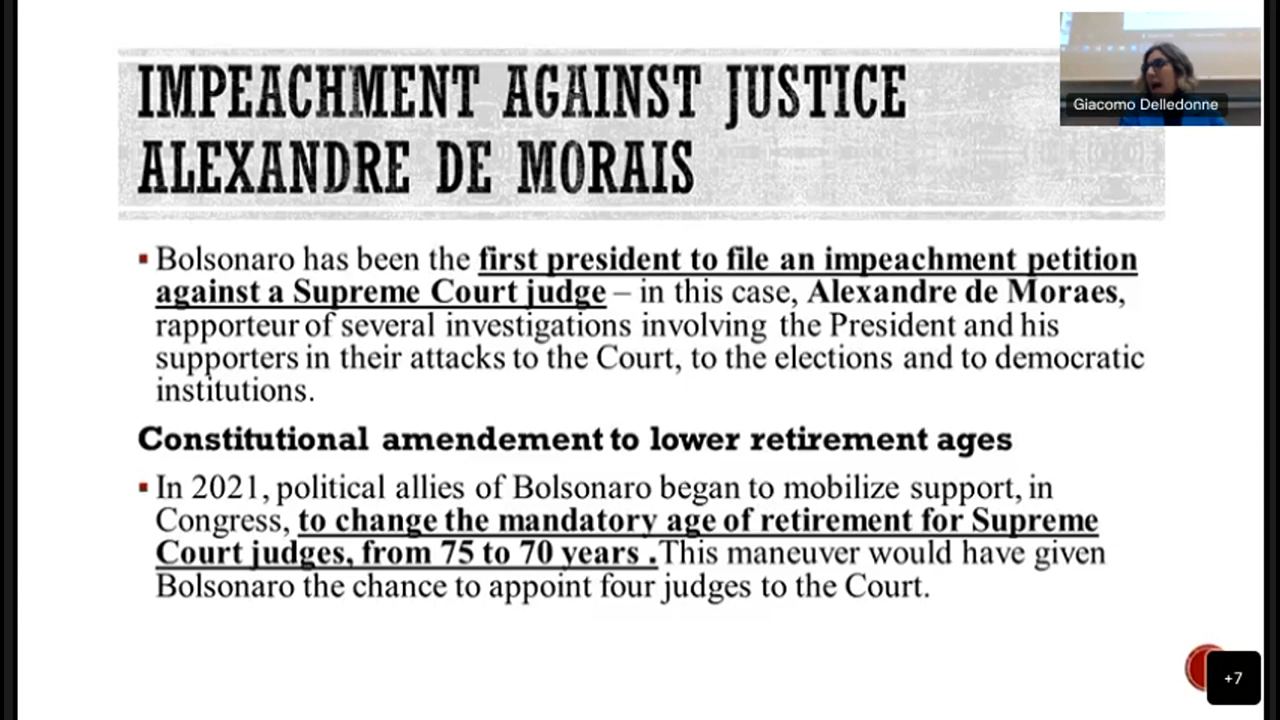 IMPEACHMENT AGAINST JUSTICE
ALEXANDRE DE MORAIS
Giacomo Delledonne
▪ Bolsonaro has been the first president to file an impeachment petition
against a Supreme Court judge – in this case, Alexandre de Moraes,
rapporteur of several investigations involving the President and his
supporters in their attacks to the Court, to the elections and to democratic
institutions.
Constitutional amendement to lower retirement ages
▪ In 2021, political allies of Bolsonaro began to mobilize support, in
Congress, to change the mandatory age of retirement for Supreme
Court judges, from 75 to 70 years .This maneuver would have given
Bolsonaro the chance to appoint four judges to the Court.
+7